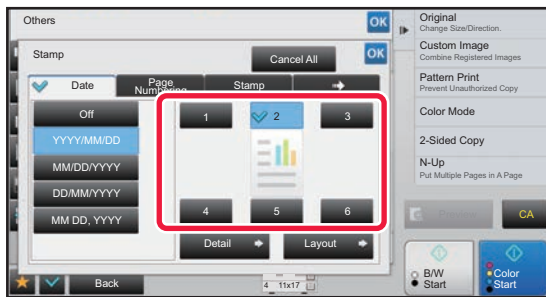 Others
OK
Stamp
Cancel All
OK
Date
Page
Numbering
Stamp
Off
YYYY/MM/DD
MM/DD/YYYY
DD/MM/YYYY
MM DD, YYYY
1
2
3
4
5
6
Detail
Layout
Back
4
11x17
Original
Change Size/Direction.
Custom Image
Combine Registered Images
Pattern Print
Prevent Unauthorized Copy
Color Mode
2-Sided Copy
N-Up
Put Multiple Pages in A Page
CA
B/W
Start
Color
Start